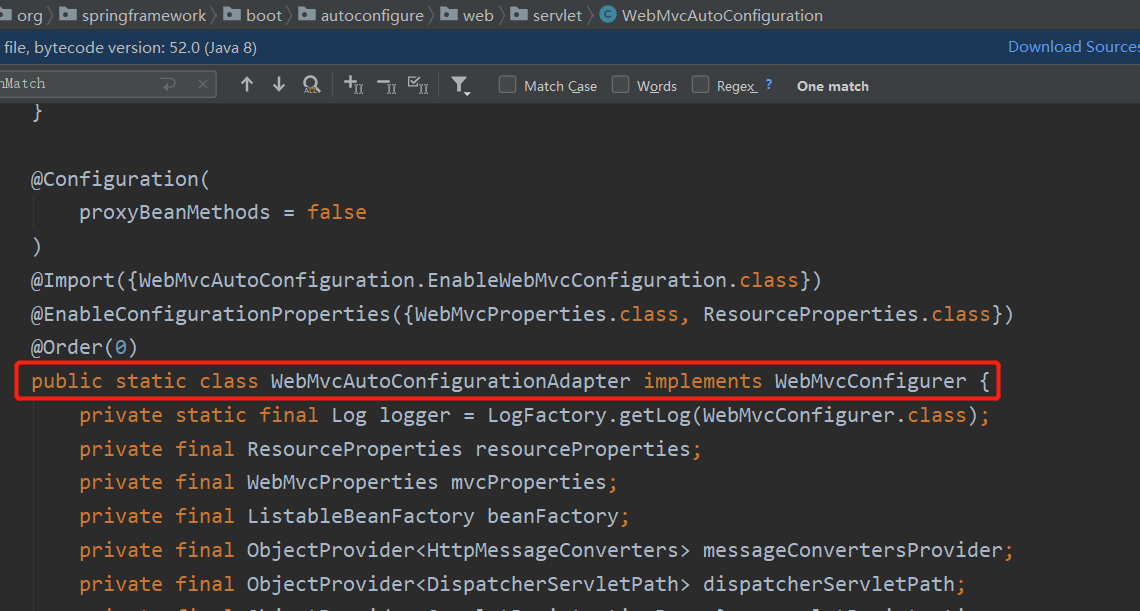 org springframework boot autoconfigure web servlet C WebMvcAutoConfiguration
file, bytecode version: 52.0 (Java 8) Download Sources
Match Match Case Words Regex ? One match
}
@Configuration(
proxyBeanMethods = false
)
@Import({WebMvcAutoConfiguration.EnableWebMvcConfiguration.class})
@EnableConfigurationProperties({WebMvcProperties.class, ResourceProperties.class})
@Order(0)
public static class WebMvcAutoConfigurationAdapter implements WebMvcConfigurer {
private static final Log logger = LogFactory.getLog(WebMvcConfigurer.class);
private final ResourceProperties resourceProperties;
private final WebMvcProperties mvcProperties;
private final ListableBeanFactory beanFactory;
private final ObjectProvider<HttpMessageConverters> messageConvertersProvider;
private final ObjectProvider<DispatcherServletPath> dispatcherServletPath;